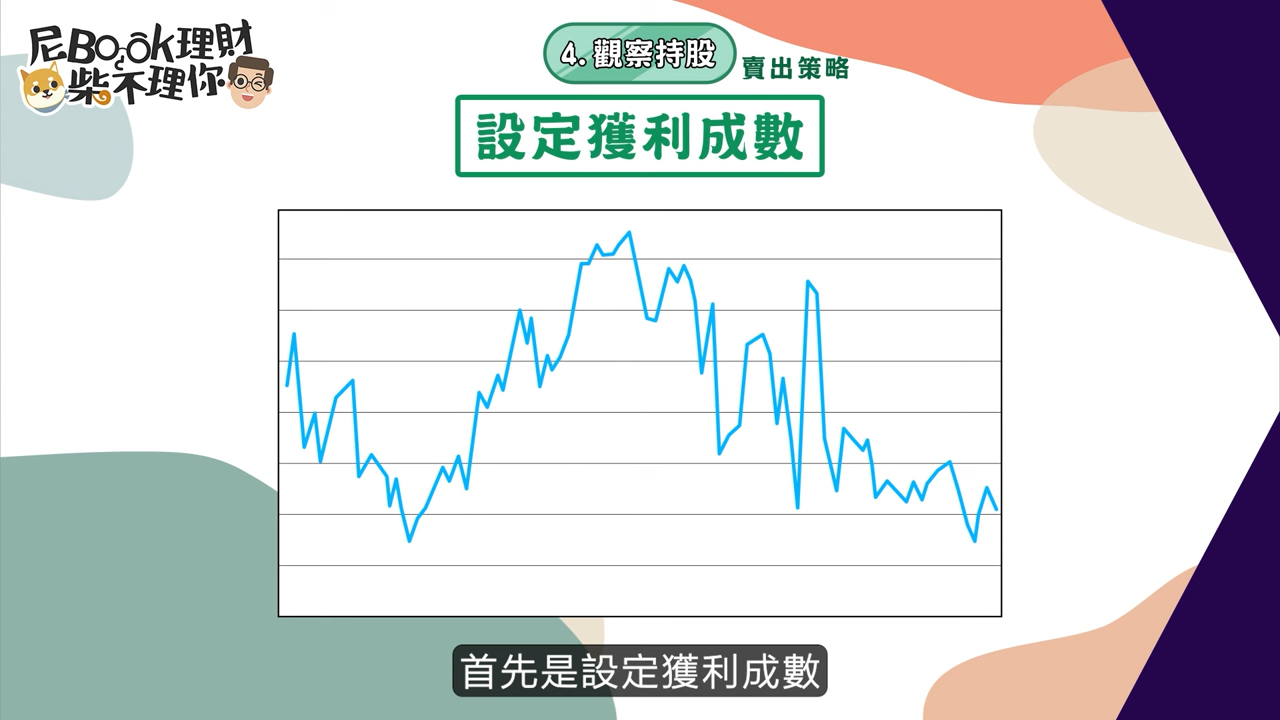 尼BOOK理財
柴不理你
4. 觀察持股
賣出策略
設定獲利成數
首先是設定獲利成數